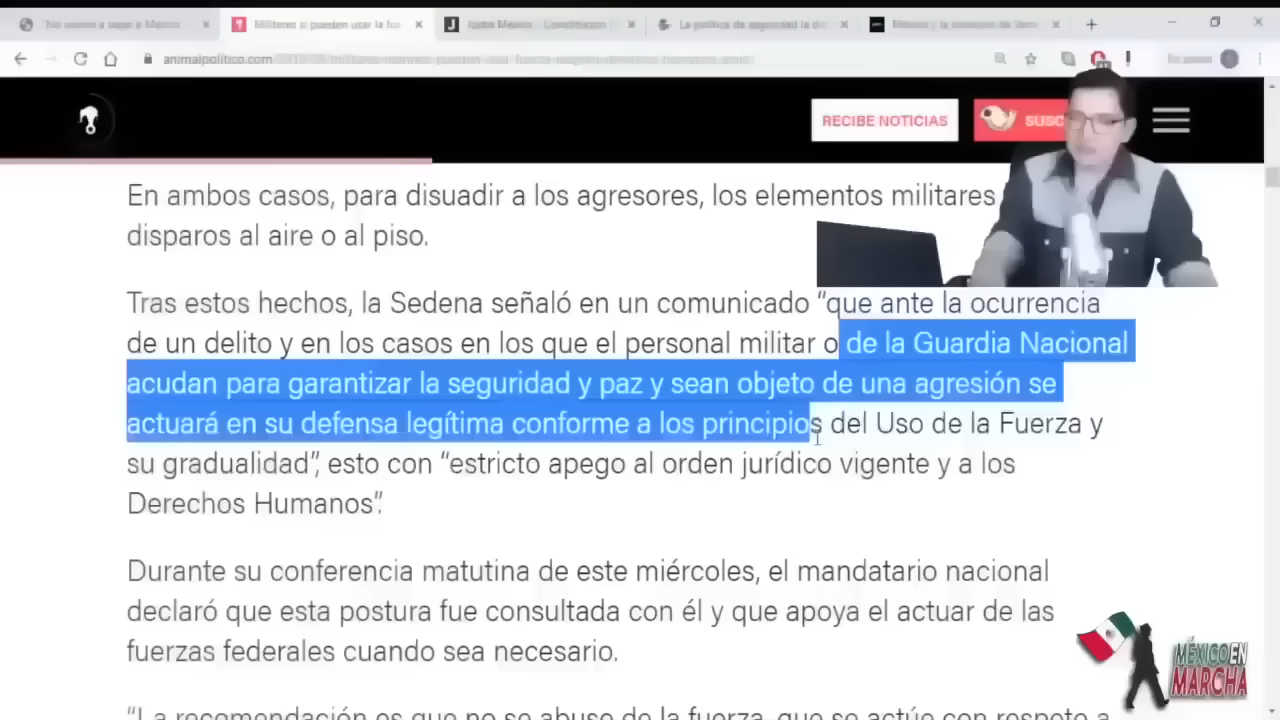 Militares sí pueden usar la
animalpolitico.com
RECIBE NOTICIAS
SUSC
En ambos casos, para disuadir a los agresores, los elementos militares
disparos al aire o al piso.
Tras estos hechos, la Sedena señaló en un comunicado “que ante la ocurrencia
de un delito y en los casos en los que el personal militar o de la Guardia Nacional
acudan para garantizar la seguridad y paz y sean objeto de una agresión se
actuará en su defensa legítima conforme a los principios del Uso de la Fuerza y
su gradualidad”, esto con “estricto apego al orden jurídico vigente y a los
Derechos Humanos”.
Durante su conferencia matutina de este miércoles, el mandatario nacional
declaró que esta postura fue consultada con él y que apoya el actuar de las
fuerzas federales cuando sea necesario.
“La recomendación es que no se abuse de la fuerza, que se actúe con respeto a
MÉXICO EN
MARCHA